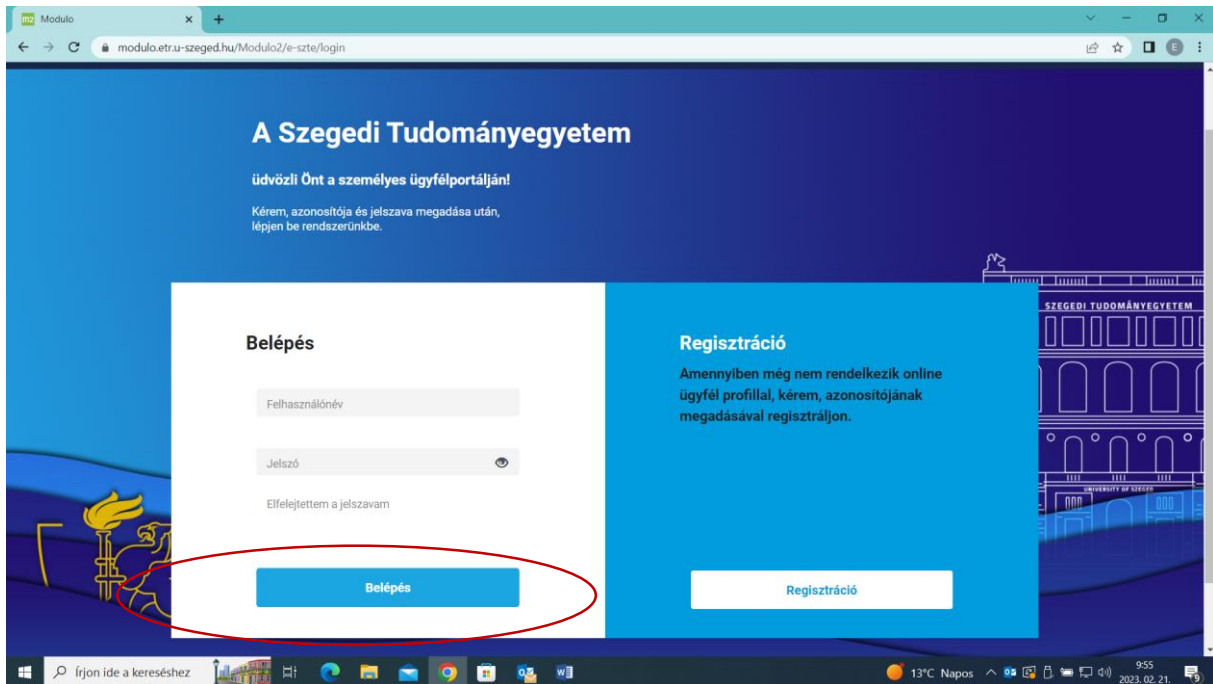 m2 Modulo
modulo.etr.u-szeged.hu/Modulo2/e-szte/login
E
A Szegedi Tudományegyetem
üdvözli Önt a személyes ügyfélportálján!
Kérem, azonosítója és jelszava megadása után,
lépjen be rendszerünkbe.
SZEGEDI TUDOMÁNYEGYETEM
UNIVERSITY OF SZEGED
Belépés
Felhasználónév
Jelszó
Elfelejtettem a jelszavam
Belépés
Regisztráció
Amennyiben még nem rendelkezik online
ügyfél profillal, kérem, azonosítójának
megadásával regisztráljon.
Regisztráció
Írjon ide a kereséshez
13°C Napos
9:55
2023. 02. 21.
9